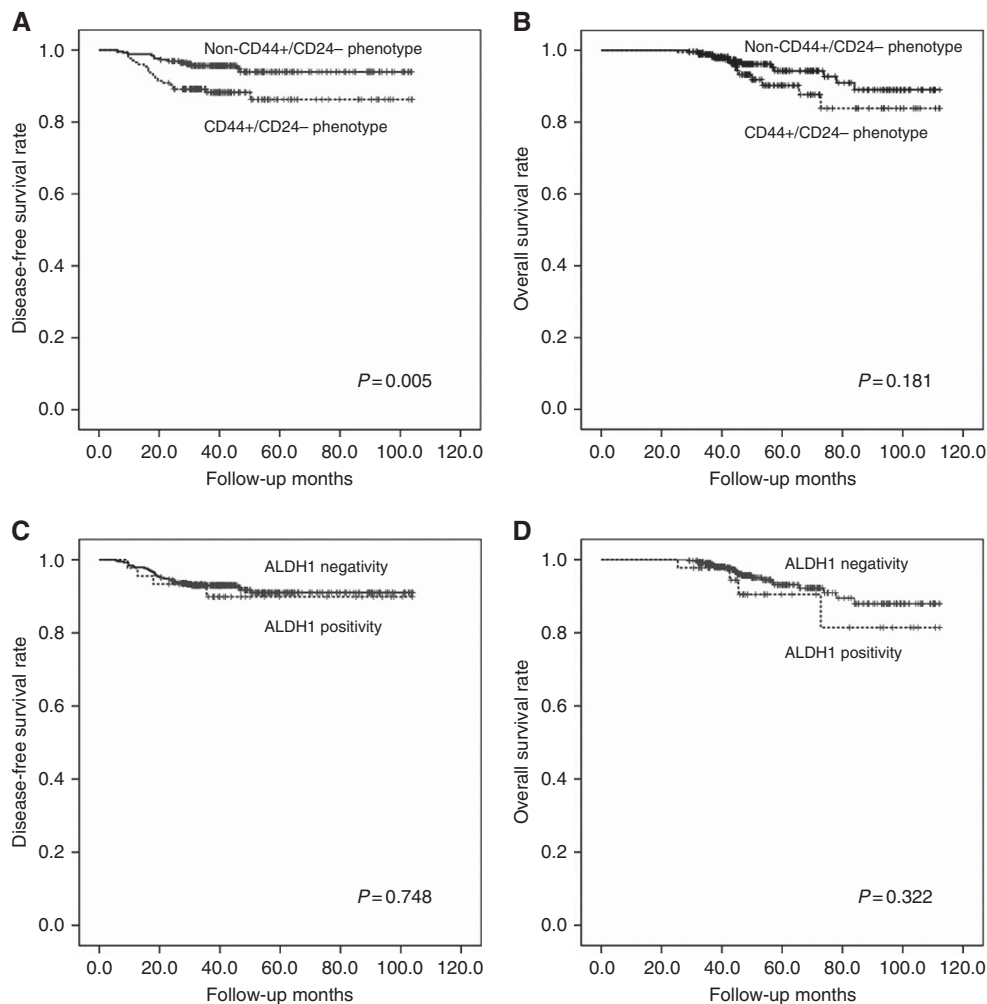 A
Disease-free survival rate
1.0
0.8
0.6
0.4
0.2
0.0
Non-CD44+/CD24– phenotype
CD44+/CD24– phenotype
P=0.005
0.0 20.0 40.0 60.0 80.0 100.0 120.0
Follow-up months
B
Overall survival rate
1.0
0.8
0.6
0.4
0.2
0.0
Non-CD44+/CD24– phenotype
CD44+/CD24– phenotype
P=0.181
0.0 20.0 40.0 60.0 80.0 100.0 120.0
Follow-up months
C
Disease-free survival rate
1.0
0.8
0.6
0.4
0.2
0.0
ALDH1 negativity
ALDH1 positivity
P=0.748
0.0 20.0 40.0 60.0 80.0 100.0 120.0
Follow-up months
D
Overall survival rate
1.0
0.8
0.6
0.4
0.2
0.0
ALDH1 negativity
ALDH1 positivity
P=0.322
0.0 20.0 40.0 60.0 80.0 100.0 120.0
Follow-up months